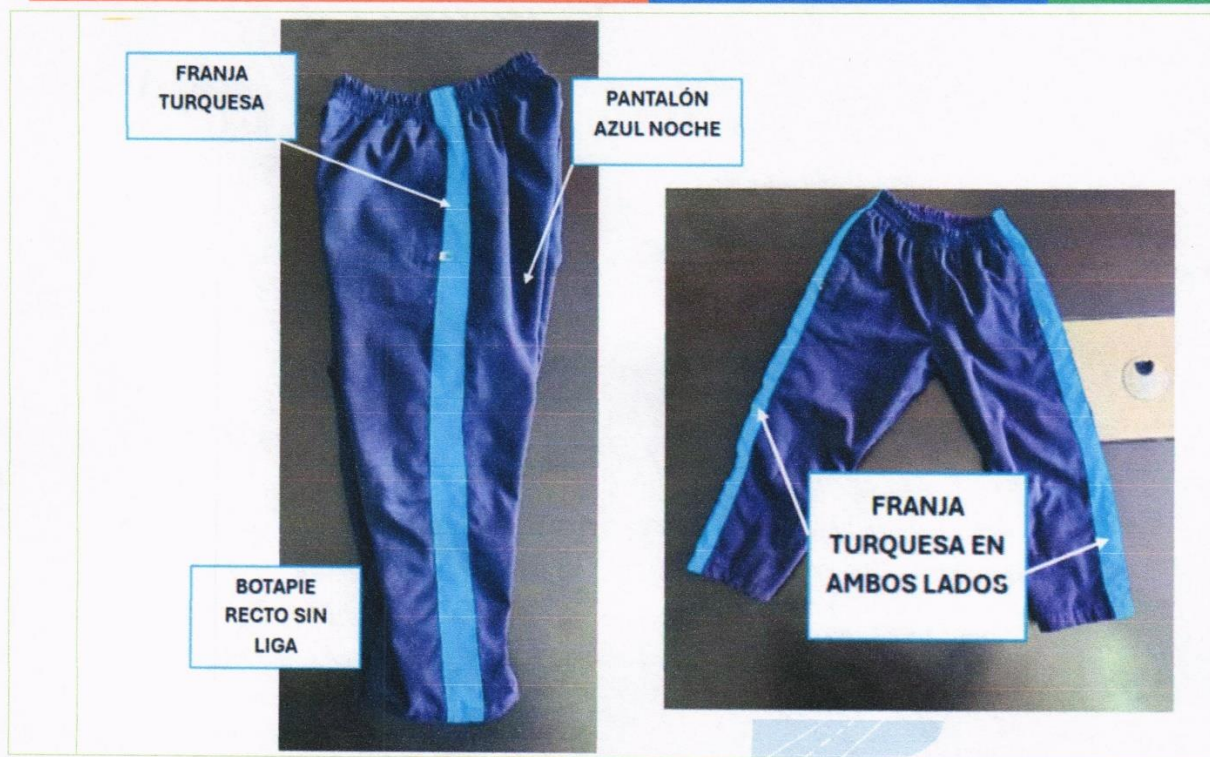 FRANJA
TURQUESA
PANTALÓN
AZUL NOCHE
BOTAPIE
RECTO SIN
LIGA
FRANJA
TURQUESA EN
AMBOS LADOS